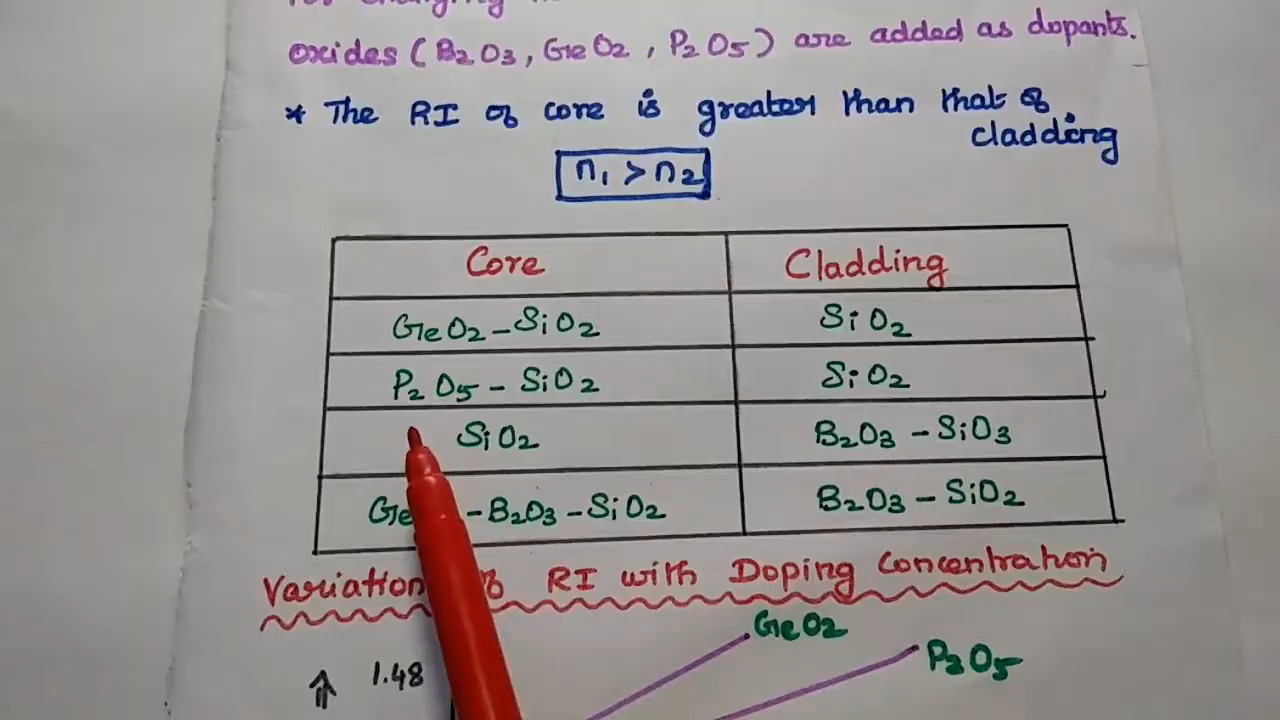 oxides (B2O3, GeO2, P2O5) are added as dopants.
* The RI of core is greater than that of
cladding
n1 > n2
Core Cladding
GeO2 - SiO2 SiO2
P2O5 - SiO2 SiO2
SiO2 B2O3 - SiO3
Ge - B2O3 - SiO2 B2O3 - SiO2
Variation of RI with Doping Concentration
GeO2
P2O5
⇑ 1.48